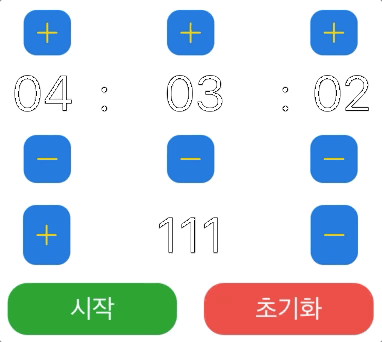 + + +
04 : 03 : 02
− − −
+ 111 −
시작 초기화